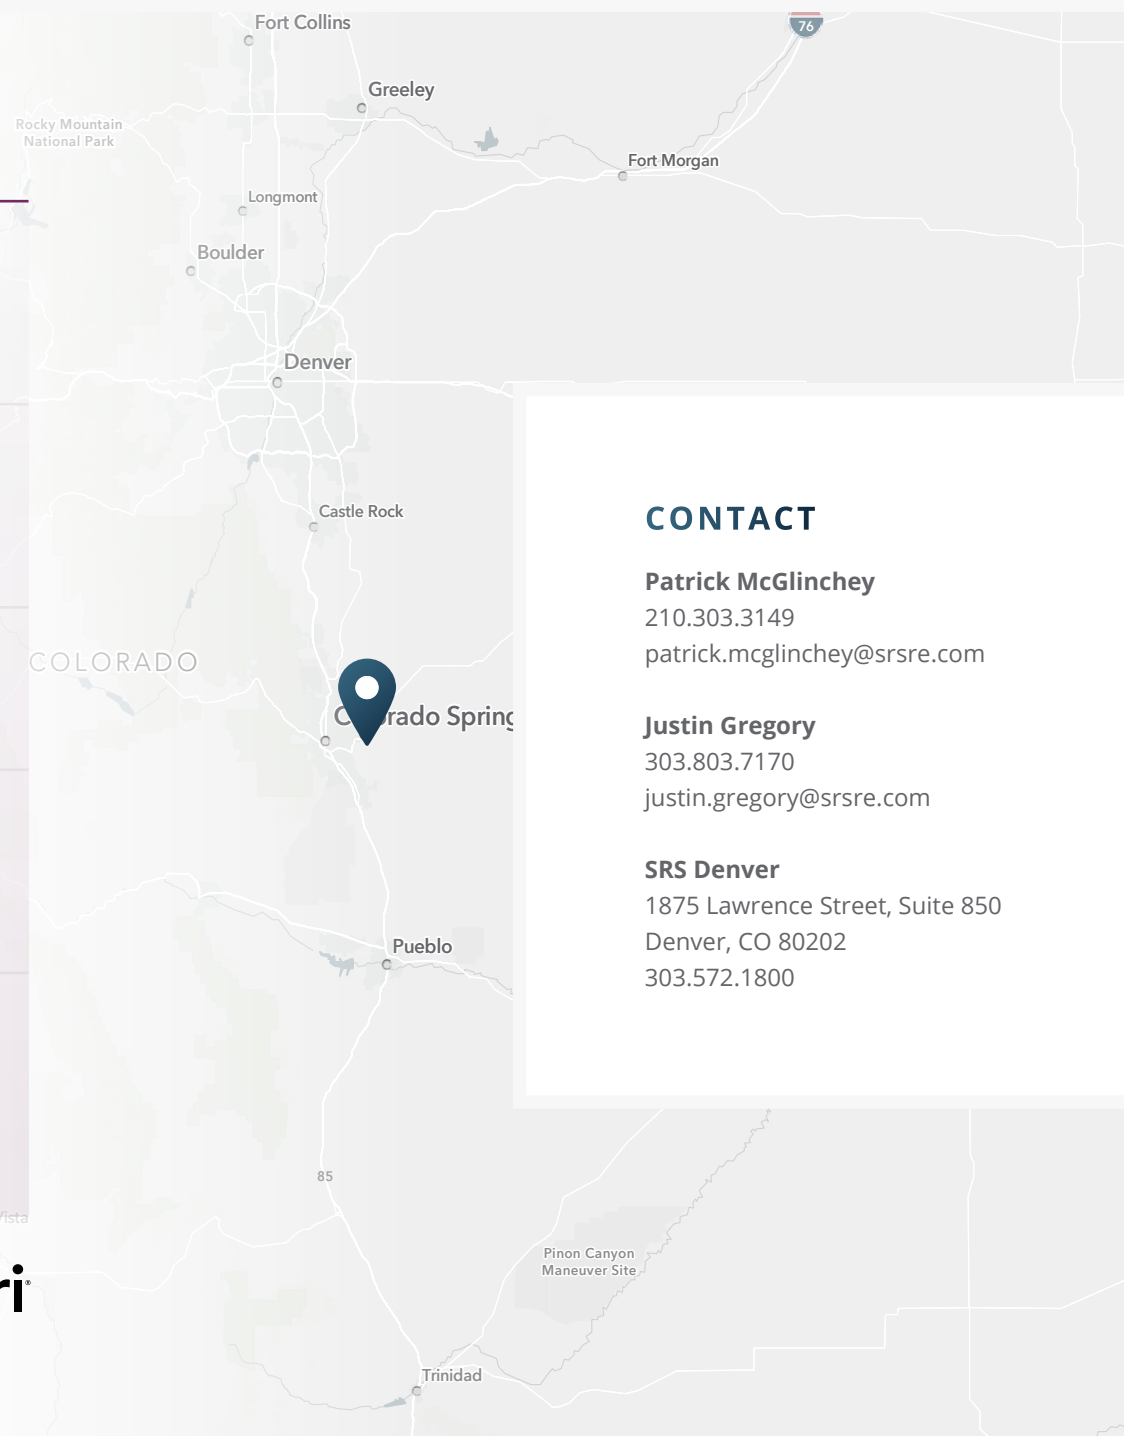 Fort Collins
76
Greeley
Rocky Mountain
National Park
Fort Morgan
Longmont
Boulder
Denver
Castle Rock
COLORADO
Pueblo
85
Pinon Canyon
Maneuver Site
Trinidad
CONTACT
Patrick McGlinchey
210.303.3149
patrick.mcglinchey@srsre.com
Justin Gregory
303.803.7170
justin.gregory@srsre.com
SRS Denver
1875 Lawrence Street, Suite 850
Denver, CO 80202
303.572.1800